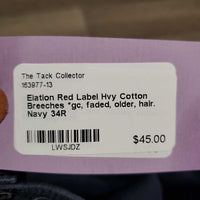 The Tack Collector
163977-13
Elation Red Label Hvy Cotton
Breeches *gc, faded, older, hair.
Navy 34R
LWSJDZ
$45.00